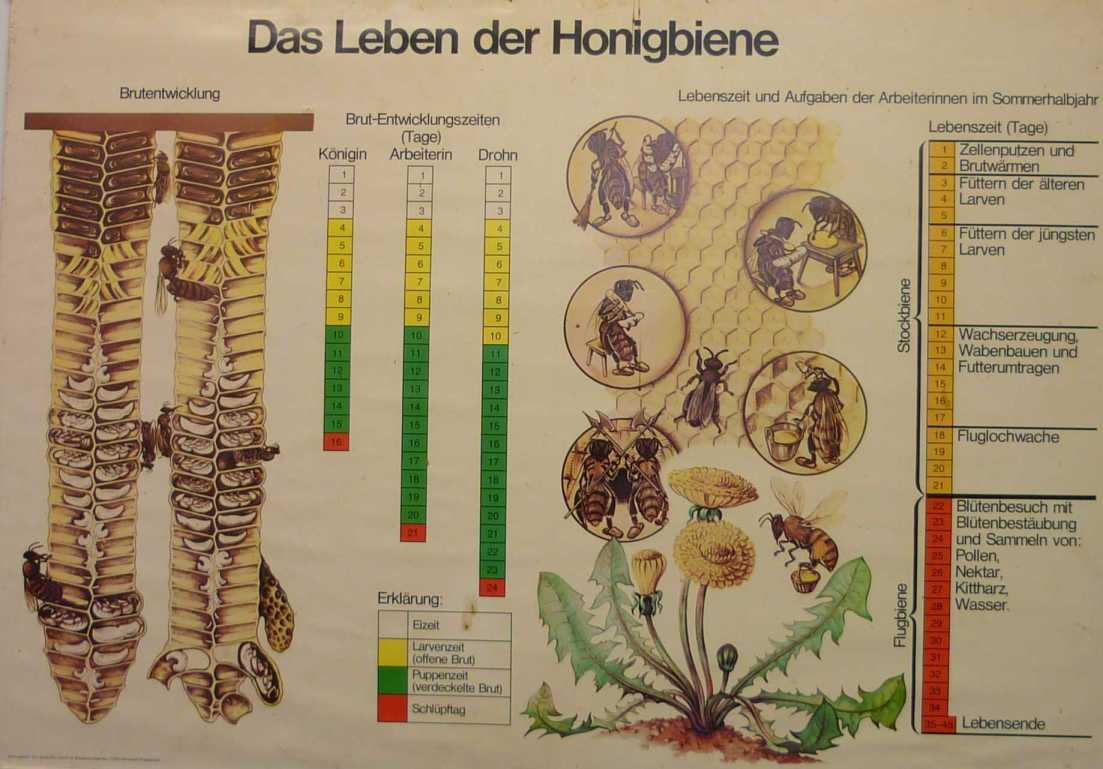 Das Leben der Honigbiene
Brutentwicklung
Brut-Entwicklungszeiten
(Tage)
Königin Arbeiterin Drohn
1 1 1
2 2 2
3 3 3
4 4 4
5 5 5
6 6 6
7 7 7
8 8 8
9 9 9
10 10 10
11 11 11
12 12 12
13 13 13
14 14 14
15 15 15
16 16 16
17 17
18 18
19 19
20 20
21 21
22
23
24
Erklärung:
Eizeit
Larvenzeit
(offene Brut)
Puppenzeit
(verdeckelte Brut)
Schlüpftag
Lebenszeit und Aufgaben der Arbeiterinnen im Sommerhalbjahr
Lebenszeit (Tage)
Stockbiene
1 Zellenputzen und
2 Brutwärmen
3 Füttern der älteren
4 Larven
5
6 Füttern der jüngsten
7 Larven
8
9
10
11
12 Wachserzeugung,
13 Wabenbauen und
14 Futterumtragen
15
16
17
18 Fluglochwache
19
20
21
Flugbiene
22 Blütenbesuch mit
23 Blütenbestäubung
24 und Sammeln von:
25 Pollen,
26 Nektar,
27 Kittharz,
28 Wasser.
29
30
31
32
33
34
35-45 Lebensende